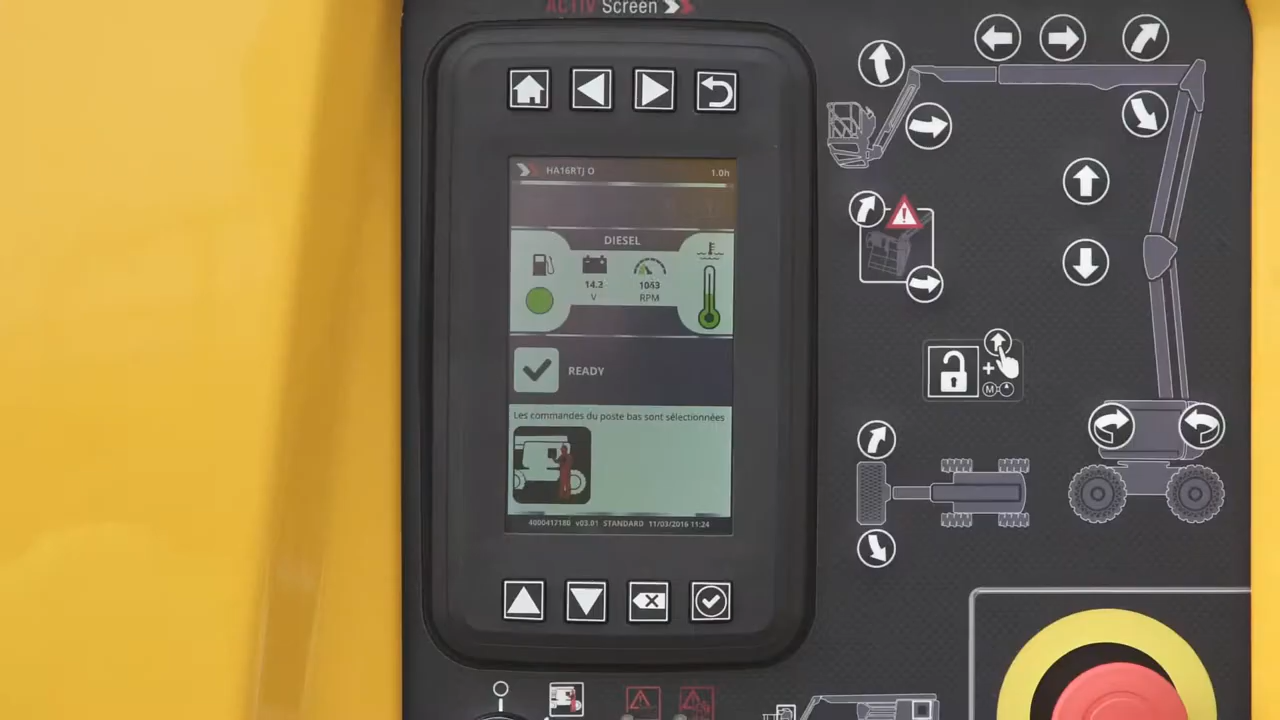 ACTIV Screen
HA16RTJ O 1.0h
DIESEL
14.2 1053
V RPM
READY
Les commandes du poste bas sont sélectionnées
4000417180 v03.01 STANDARD 11/03/2016 11:24
M